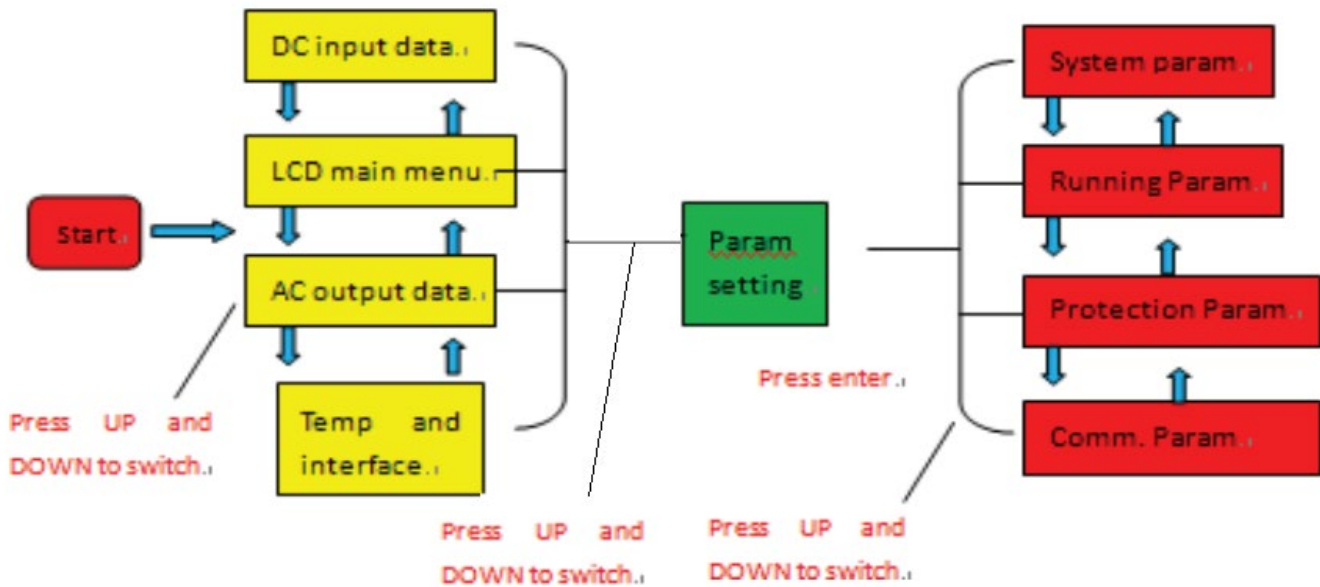 DC input data.
LCD main menu.
Start.
AC output data.
Temp and
interface.
Press UP and
DOWN to switch.
Press UP and
DOWN to switch.
Param
setting
Press enter.
Press UP and
DOWN to switch.
System param.
Running Param.
Protection Param.
Comm. Param.